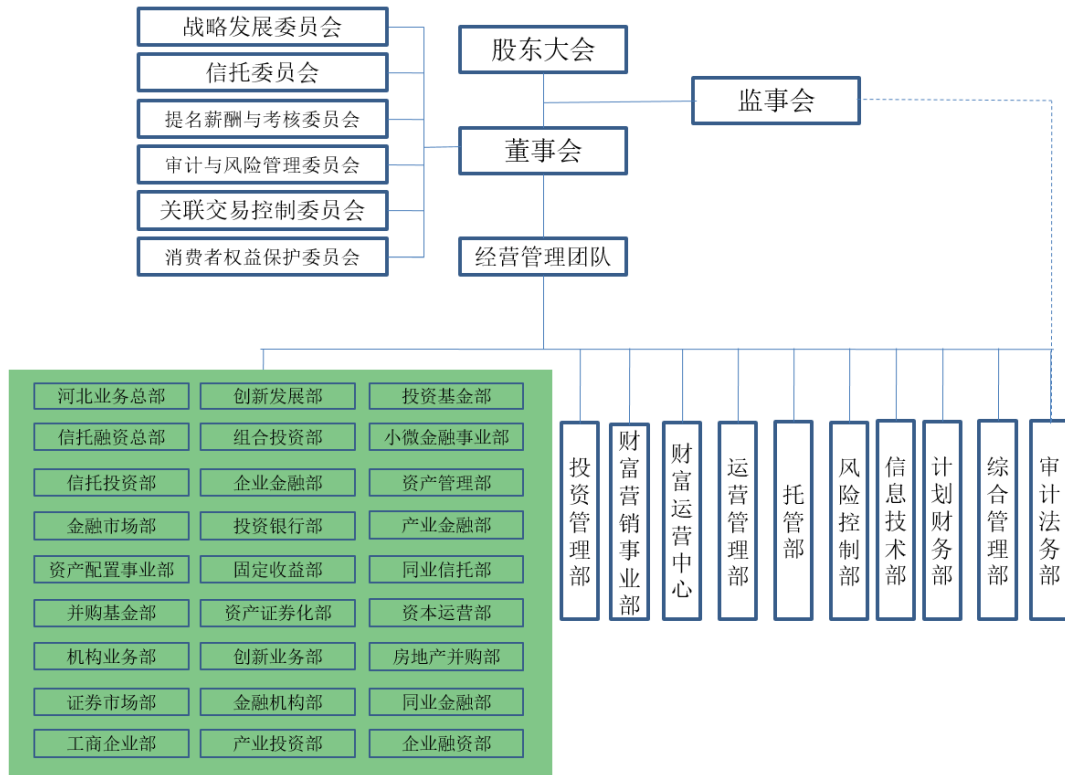 战略发展委员会
信托委员会
提名薪酬与考核委员会
审计与风险管理委员会
关联交易控制委员会
消费者权益保护委员会
股东大会
监事会
董事会
经营管理团队
河北业务总部
创新发展部
投资基金部
信托融资总部
组合投资部
小微金融事业部
信托投资部
企业金融部
资产管理部
金融市场部
投资银行部
产业金融部
资产配置事业部
固定收益部
同业信托部
并购基金部
资产证券化部
资本运营部
机构业务部
创新业务部
房地产并购部
证券市场部
金融机构部
同业金融部
工商企业部
产业投资部
企业融资部
投资管理部
财富营销事业部
财富运营中心
运营管理部
托管部
风险控制部
信息技术部
计划财务部
综合管理部
审计法务部